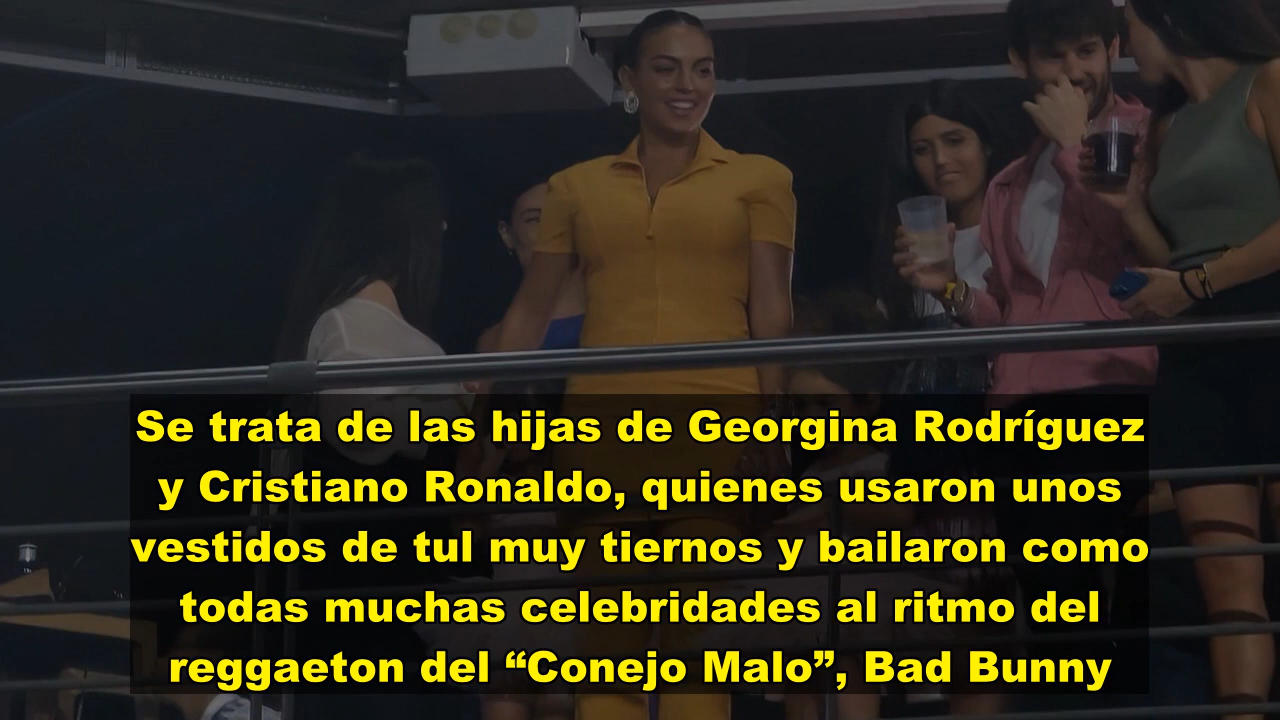 Se trata de las hijas de Georgina Rodríguez
y Cristiano Ronaldo, quienes usaron unos
vestidos de tul muy tiernos y bailaron como
todas muchas celebridades al ritmo del
reggaeton del “Conejo Malo”, Bad Bunny